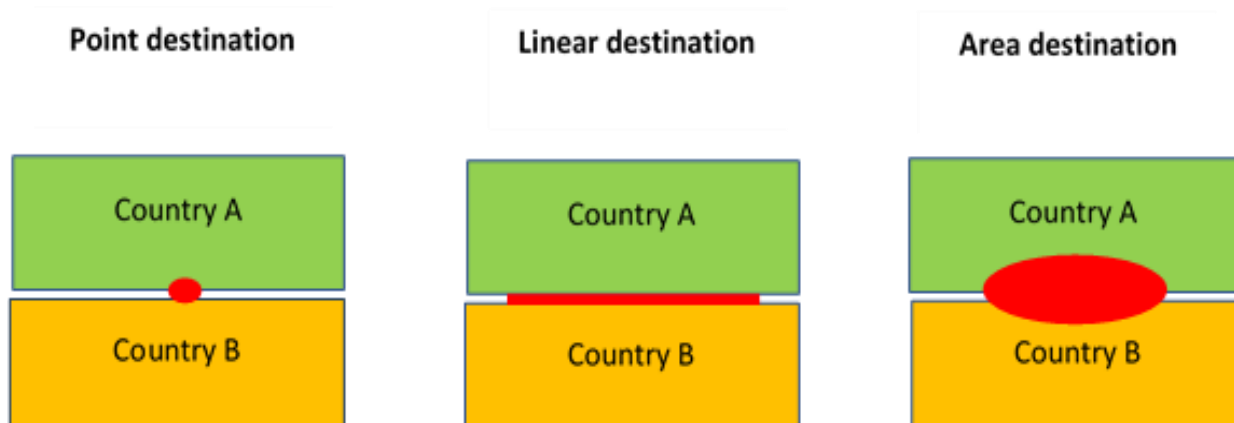 Point destination
Linear destination
Area destination
Country A
Country A
Country A
Country B
Country B
Country B